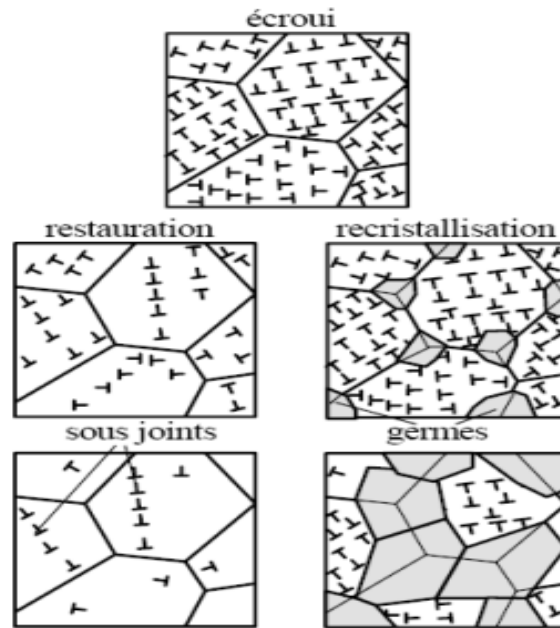 écroui
restauration
recristallisation
sous joints
germes